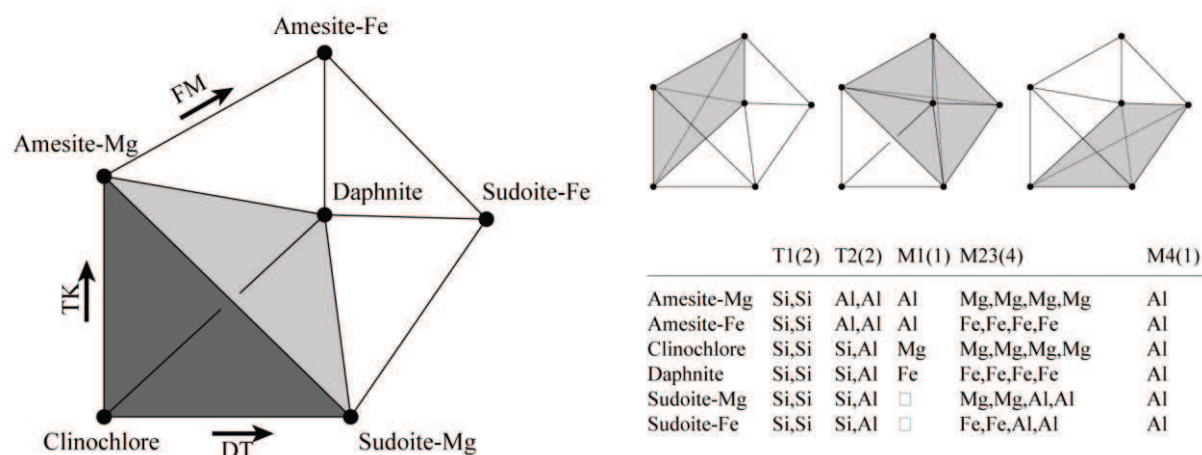 Amesite-Fe
FM
Amesite-Mg
Daphnite
Sudoite-Fe
TK
Clinochlore
DT
Sudoite-Mg
T1(2) T2(2) M1(1) M23(4) M4(1)
Amesite-Mg Si,Si Al,Al Al Mg,Mg,Mg,Mg Al
Amesite-Fe Si,Si Al,Al Al Fe,Fe,Fe,Fe Al
Clinochlore Si,Si Si,Al Mg Mg,Mg,Mg,Mg Al
Daphnite Si,Si Si,Al Fe Fe,Fe,Fe,Fe Al
Sudoite-Mg Si,Si Si,Al □ Mg,Mg,Al,Al Al
Sudoite-Fe Si,Si Si,Al □ Fe,Fe,Al,Al Al